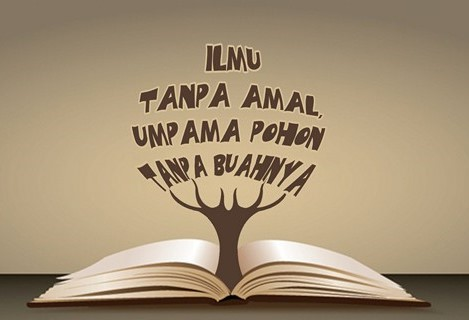 ILMU
TANPA AMAL,
UMPAMA POHON
TANPA BUAHNYA